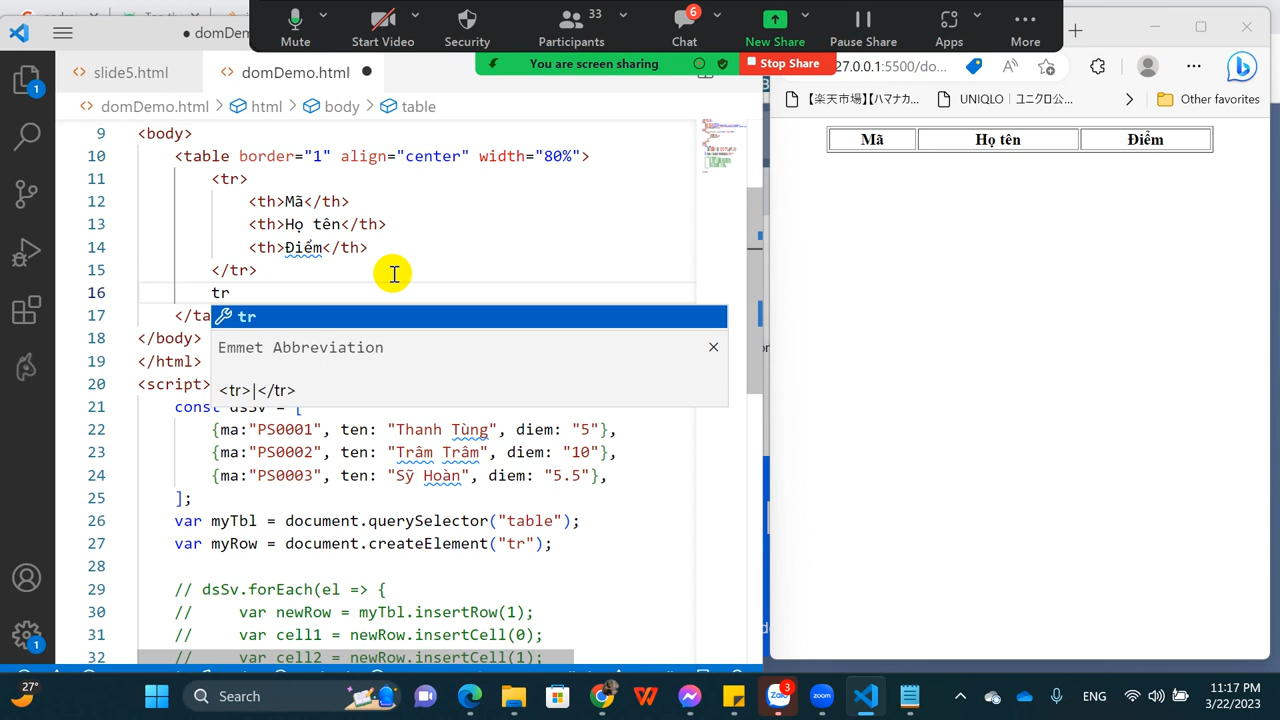 33
6
Mute
Start Video
Security
Participants
Chat
New Share
Pause Share
Apps
More
You are screen sharing
Stop Share
domDem
slide5.html
domDemo.html
127.0.0.1:5500/do...
domDemo.html > html > body > table
【楽天市場】【ハマナカ...
UNIQLO | ユニクロ公...
Other favorites
9 <body>
10 <table border="1" align="center" width="80%">
11 <tr>
12 <th>Mã</th>
13 <th>Họ tên</th>
14 <th>Điểm</th>
15 </tr>
16 tr
17 </ta
18 </body>
19 </html>
20 <script>
tr
Emmet Abbreviation
<tr>|</tr>
21 const dsSv = [
22 {ma:"PS0001", ten: "Thanh Tùng", diem: "5"},
23 {ma:"PS0002", ten: "Trâm Trâm", diem: "10"},
24 {ma:"PS0003", ten: "Sỹ Hoàn", diem: "5.5"},
25 ];
26 var myTbl = document.querySelector("table");
27 var myRow = document.createElement("tr");
28
29 // dsSv.forEach(el => {
30 // var newRow = myTbl.insertRow(1);
31 // var cell1 = newRow.insertCell(0);
32 // var cell2 = newRow.insertCell(1);
Mã Họ tên Điểm
1
1
27°
Search
3
ENG
11:17 PM
3/22/2023